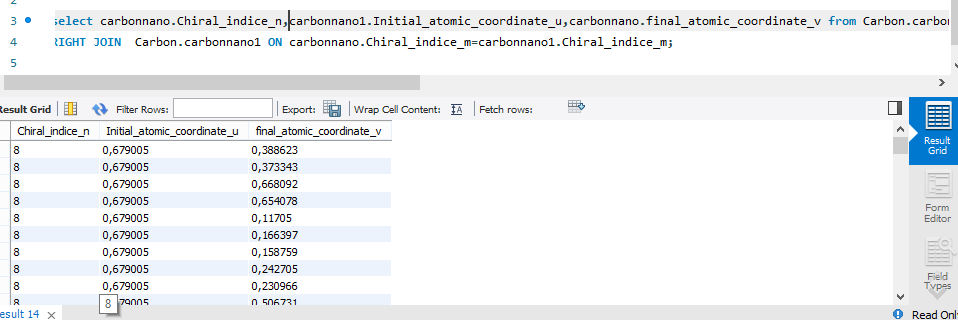 2
3 select carbonnano.Chiral_indice_n,carbonnano1.Initial_atomic_coordinate_u,carbonnano.final_atomic_coordinate_v from Carbon.carbon
4 RIGHT JOIN Carbon.carbonnano1 ON carbonnano.Chiral_indice_m=carbonnano1.Chiral_indice_m;
5
Result Grid Filter Rows: Export: Wrap Cell Content: IA Fetch rows:
Chiral_indice_n Initial_atomic_coordinate_u final_atomic_coordinate_v
8 0,679005 0,388623
8 0,679005 0,373343
8 0,679005 0,668092
8 0,679005 0,654078
8 0,679005 0,11705
8 0,679005 0,166397
8 0,679005 0,158759
8 0,679005 0,242705
8 0,679005 0,230966
8 0,679005 0,506731
8
Result
Grid
Form
Editor
Field
Types
esult 14 Read Onl